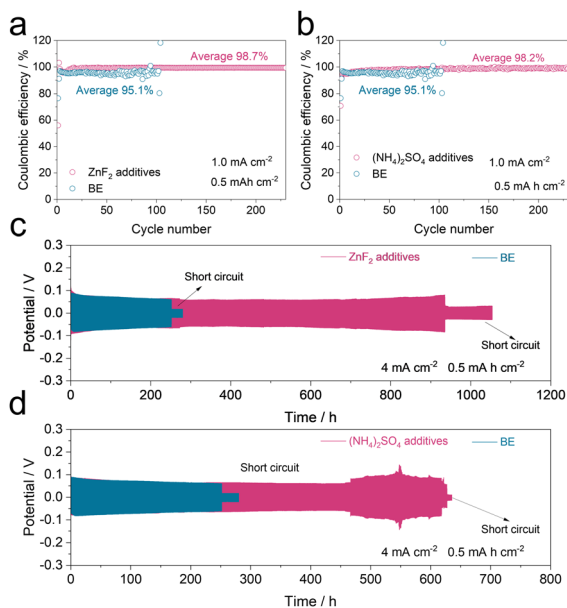 a
120
100
80
60
40
20
0
Coulombic efficiency / %
Average 98.7%
Average 95.1%
ZnF₂ additives
BE
1.0 mA cm⁻²
0.5 mAh cm⁻²
0 50 100 150 200
Cycle number
b
120
100
80
60
40
20
0
Coulombic efficiency / %
Average 98.2%
Average 95.1%
(NH₄)₂SO₄ additives
BE
1.0 mA cm⁻²
0.5 mA h cm⁻²
0 50 100 150 200
Cycle number
c
0.3
0.2
0.1
0.0
-0.1
-0.2
-0.3
Potential / V
ZnF₂ additives
BE
Short circuit
Short circuit
4 mA cm⁻² 0.5 mA h cm⁻²
0 200 400 600 800 1000 1200
Time / h
d
0.3
0.2
0.1
0.0
-0.1
-0.2
-0.3
Potential / V
(NH₄)₂SO₄ additives
BE
Short circuit
Short circuit
4 mA cm⁻² 0.5 mA h cm⁻²
0 100 200 300 400 500 600 700 800
Time / h